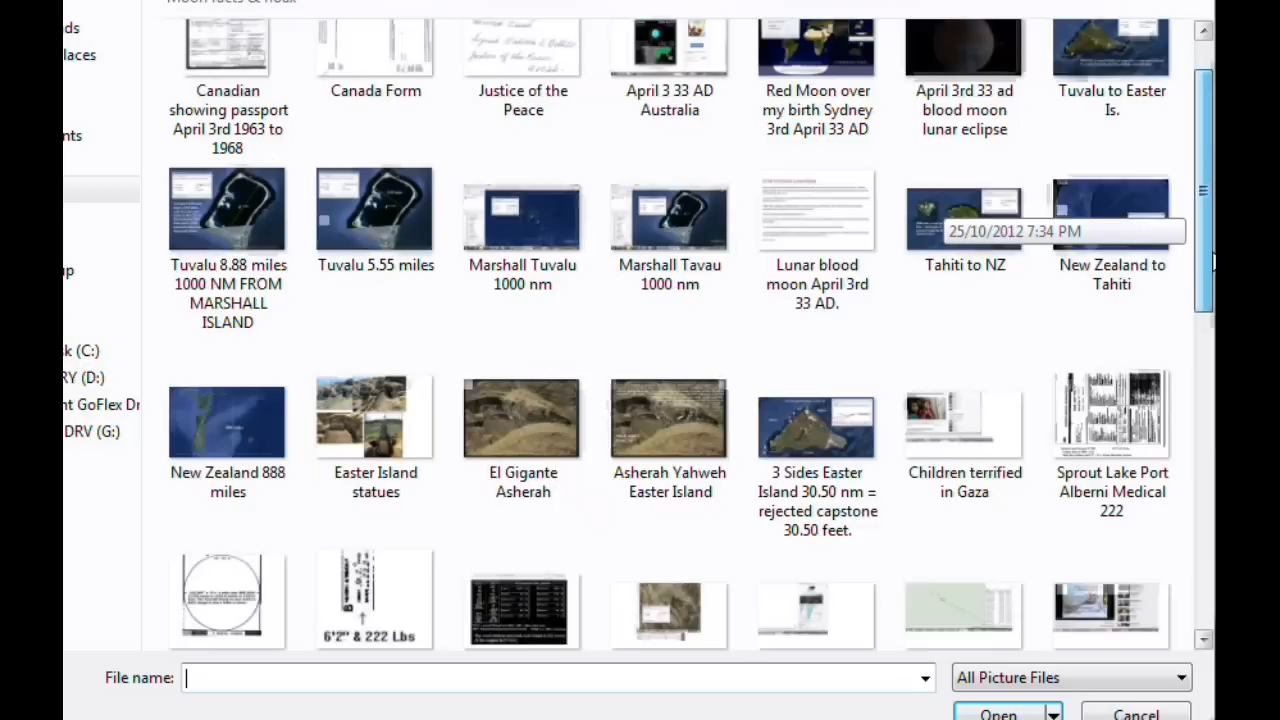 Moon facts & hoax
ds
laces
nts
up
sk (C:)
RY (D:)
nt GoFlex Dr
DRV (G:)
Canadian
showing passport
April 3rd 1963 to
1968
Canada Form
Justice of the
Peace
April 3 33 AD
Australia
Red Moon over
my birth Sydney
3rd April 33 AD
April 3rd 33 ad
blood moon
lunar eclipse
Tuvalu to Easter
Is.
Tuvalu 8.88 miles
1000 NM FROM
MARSHALL
ISLAND
Tuvalu 5.55 miles
Marshall Tuvalu
1000 nm
Marshall Tavau
1000 nm
Lunar blood
moon April 3rd
33 AD.
Tahiti to NZ
25/10/2012 7:34 PM
New Zealand to
Tahiti
New Zealand 888
miles
Easter Island
statues
El Gigante
Asherah
Asherah Yahweh
Easter Island
3 Sides Easter
Island 30.50 nm =
rejected capstone
30.50 feet.
Children terrified
in Gaza
Sprout Lake Port
Alberni Medical
222
6'2" & 222 Lbs
File name:
All Picture Files
Open
Cancel